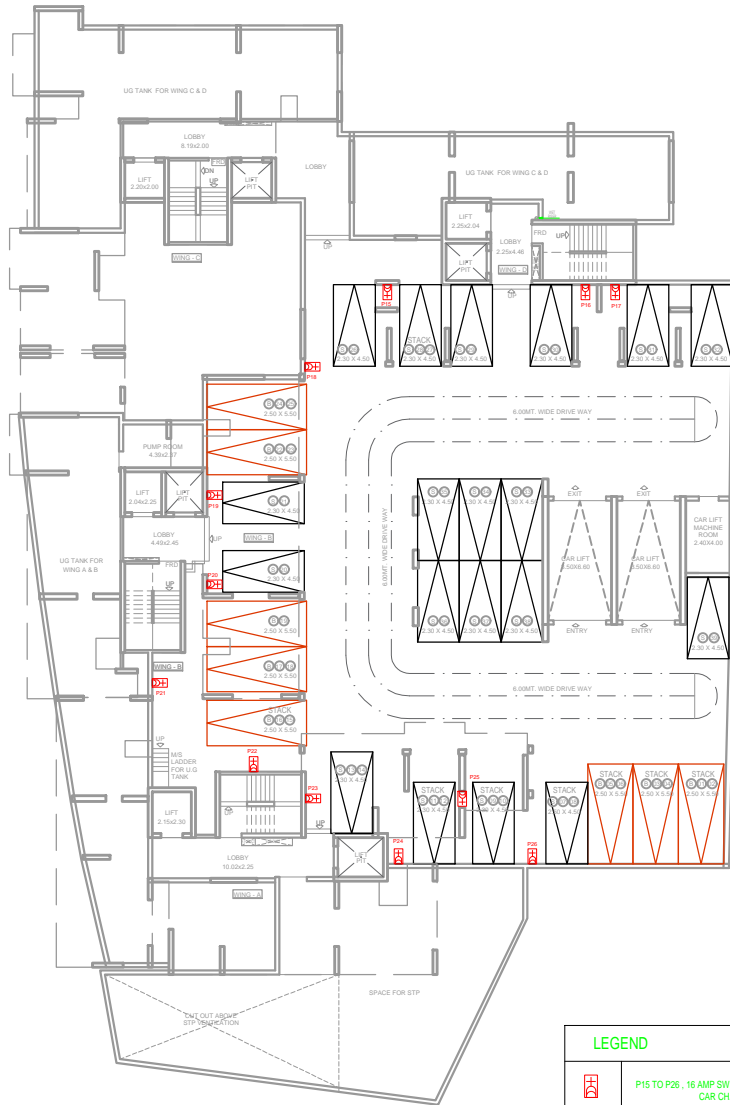 UG TANK FOR WING C & D
LOBBY
8.19x2.00
LOBBY
UG TANK FOR WING C & D
LIFT
2.20x2.00
FRD
DN
UP
LIFT
PIT
LIFT
2.25x2.04
LOBBY
2.25x4.46
FRD
UP
WING - C
UP
LIFT
PIT
WING - D
UP
P15
P16
P17
STACK
2.30 X 4.50
2.30 X 4.50
2.30 X 4.50
2.30 X 4.50
2.30 X 4.50
2.30 X 4.50
P18
6.00MT. WIDE DRIVE WAY
2.50 X 5.50
PUMP ROOM
4.39x2.37
2.50 X 5.50
LIFT
2.04x2.25
LIFT
PIT
P19
2.30 X 4.50
2.30 X 4.50
2.30 X 4.50
2.30 X 4.50
EXIT
EXIT
CAR LIFT
MACHINE
ROOM
2.40X4.00
LOBBY
4.49x2.45
UP
WING - B
UG TANK FOR
WING A & B
FRD
UP
P20
2.30 X 4.50
6.00MT. WIDE DRIVE WAY
CAR LIFT
3.50X6.60
CAR LIFT
3.50X6.60
2.50 X 5.50
2.30 X 4.50
2.30 X 4.50
2.30 X 4.50
ENTRY
ENTRY
2.30 X 4.50
WING - B
2.50 X 5.50
P21
6.00MT. WIDE DRIVE WAY
STACK
2.50 X 5.50
UP
M/S
LADDER
FOR U.G
TANK
P22
P23
2.30 X 4.50
P25
STACK
2.30 X 4.50
STACK
2.30 X 4.50
STACK
2.30 X 4.50
STACK
2.50 X 5.50
STACK
2.50 X 5.50
STACK
2.50 X 5.50
LIFT
2.15x2.30
UP
UP
P24
P26
LOBBY
10.02x2.25
LIFT
PIT
WING - A
SPACE FOR STP
CUT OUT ABOVE
STP VENTILATION
LEGEND
P15 TO P26 , 16 AMP SW
CAR CH